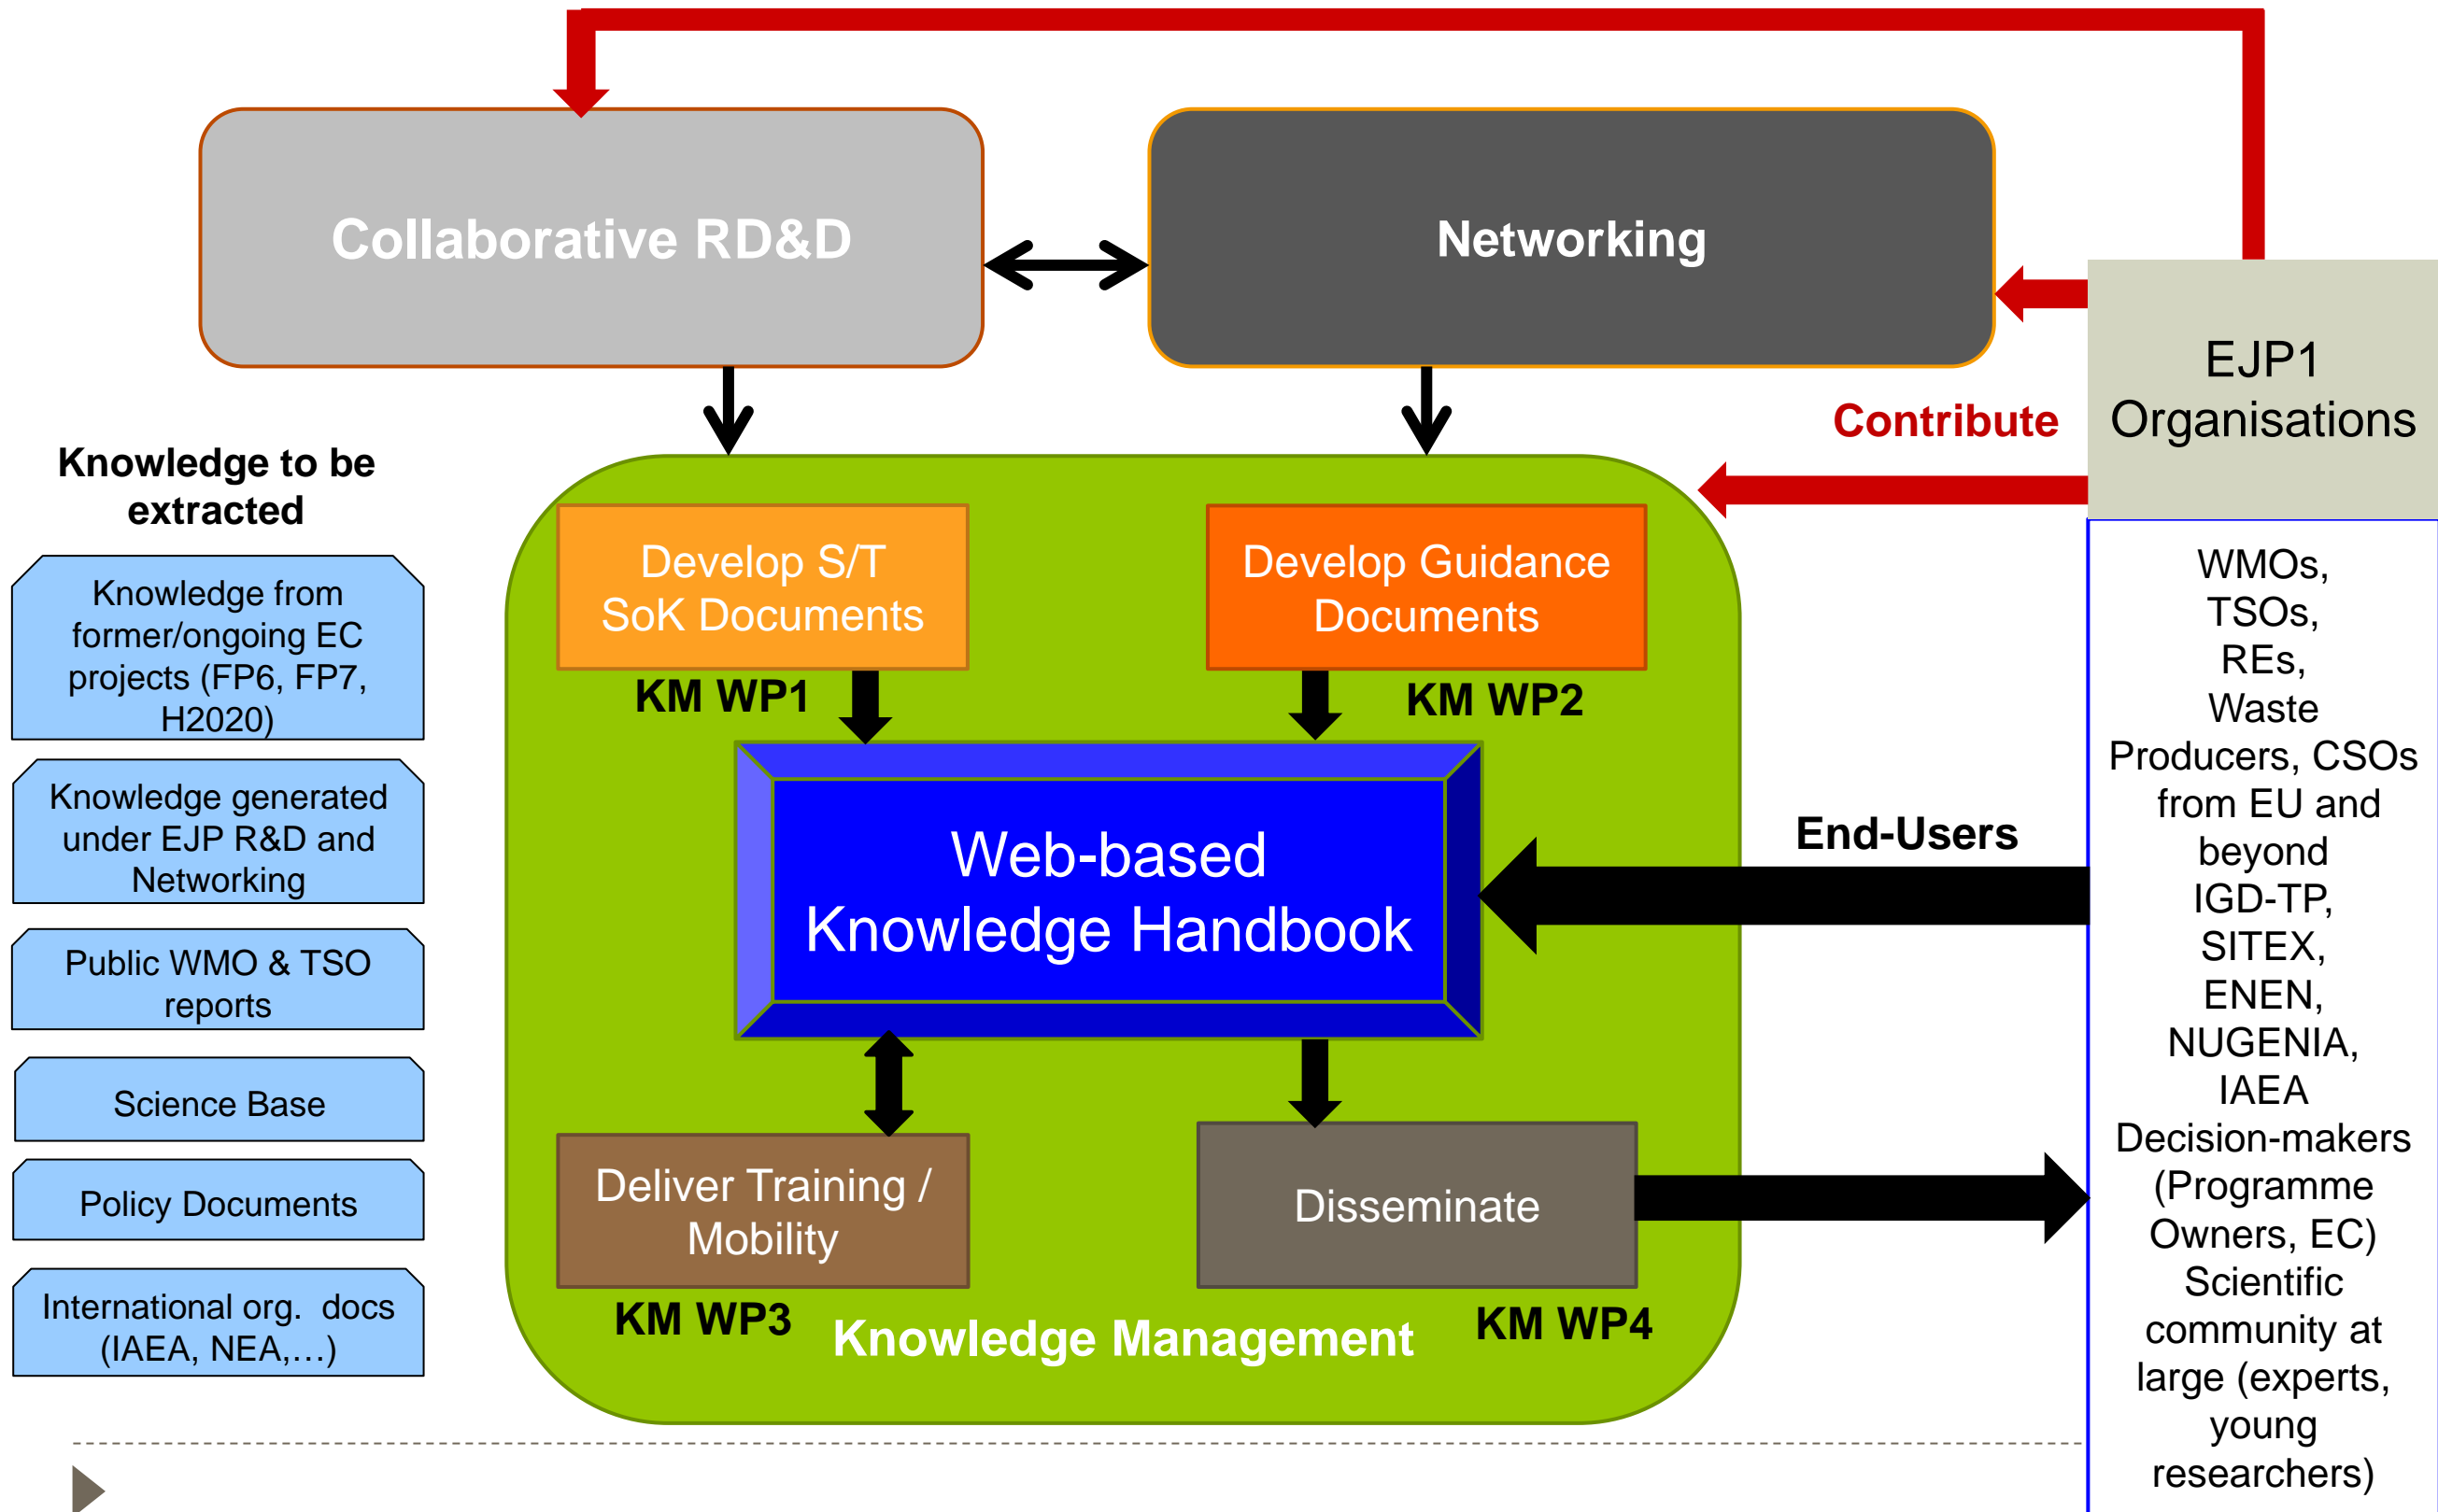 Collaborative RD&D
Networking
EJP1
Organisations
Contribute
Knowledge to be
extracted
Knowledge from
former/ongoing EC
projects (FP6, FP7,
H2020)
Knowledge generated
under EJP R&D and
Networking
Public WMO & TSO
reports
Science Base
Policy Documents
International org.  docs
(IAEA, NEA,…)
Develop S/T
SoK Documents
KM WP1
Develop Guidance
Documents
KM WP2
Web-based
Knowledge Handbook
Deliver Training /
Mobility
KM WP3
Disseminate
KM WP4
Knowledge Management
End-Users
WMOs,
TSOs,
REs,
Waste
Producers, CSOs
from EU and
beyond
IGD-TP,
SITEX,
ENEN,
NUGENIA,
IAEA
Decision-makers
(Programme
Owners, EC)
Scientific
community at
large (experts,
young
researchers)